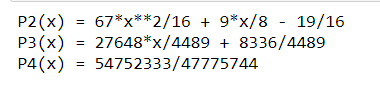 P2(x) = 67*x**2/16 + 9*x/8 - 19/16
P3(x) = 27648*x/4489 + 8336/4489
P4(x) = 54752333/47775744